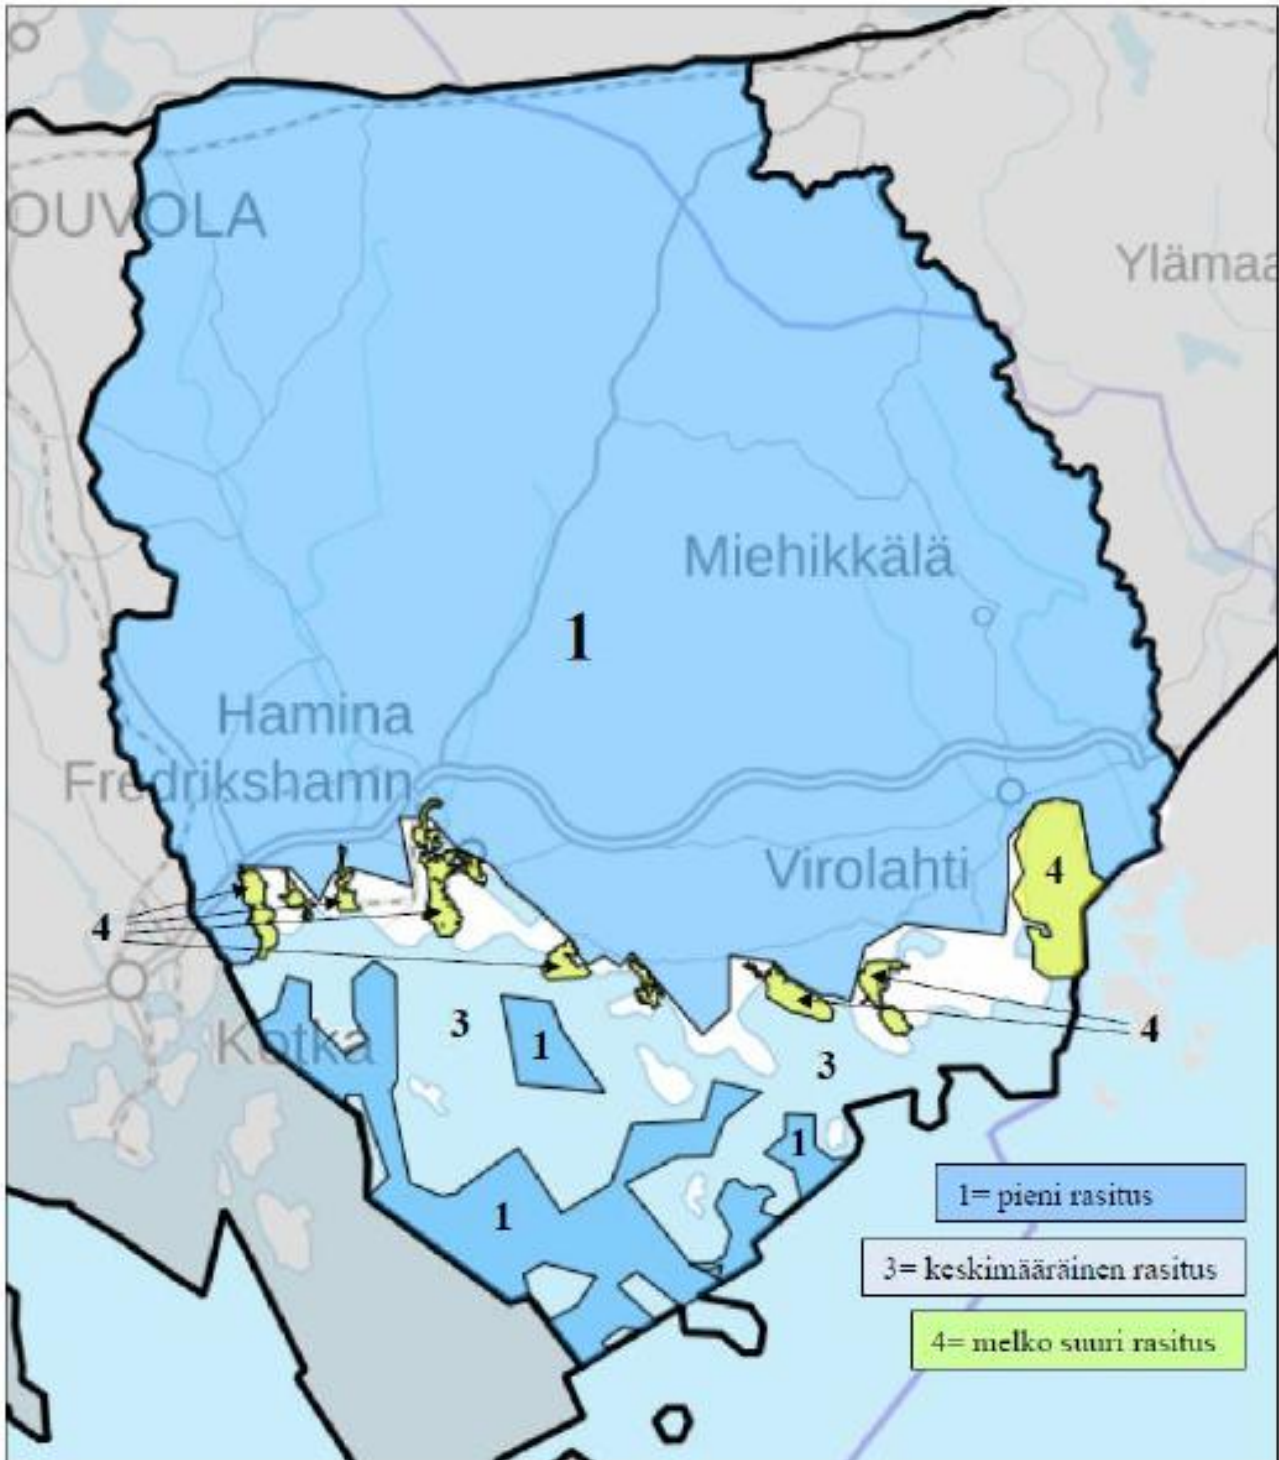 OUVOLA
Ylämaa
Miehikkälä
1
Hamina
Fredrikshamn
Virolahti
4
4
3
1
4
Kotka
3
1
1
1= pieni rasitus
3= keskimääräinen rasitus
4= melko suuri rasitus